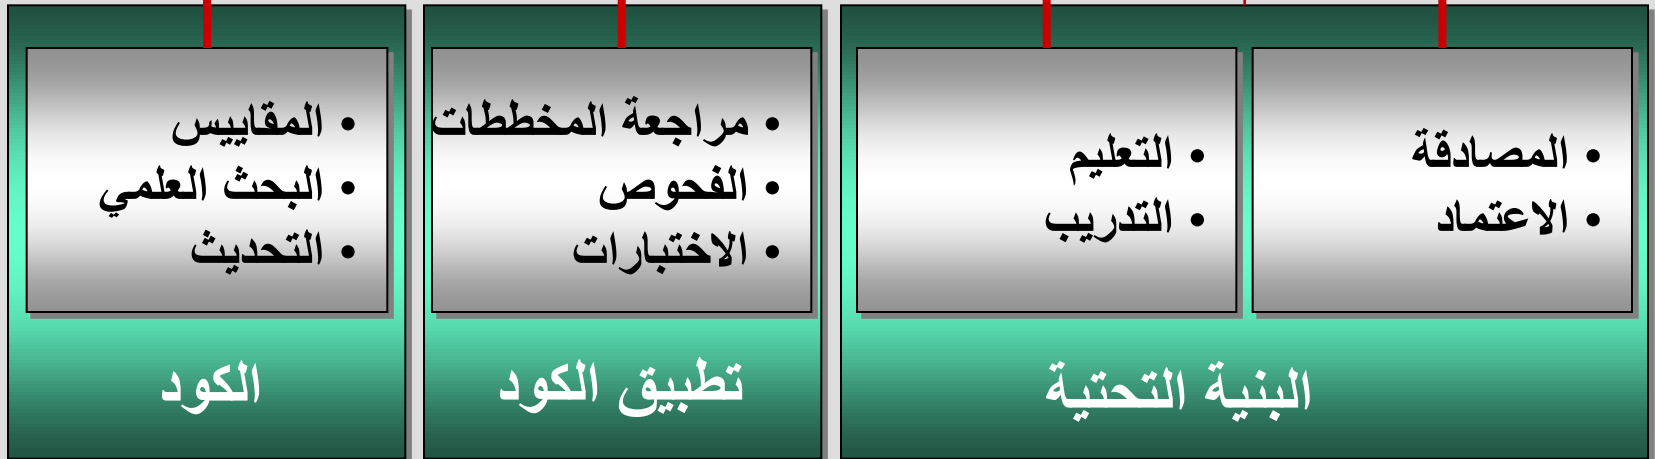 • المصادقة
• الاعتماد
• التعليم
• التدريب
البنية التحتية
• مراجعة المخططات
• الفحوص
• الاختبارات
تطبيق الكود
• المقاييس
• البحث العلمي
• التحديث
الكود